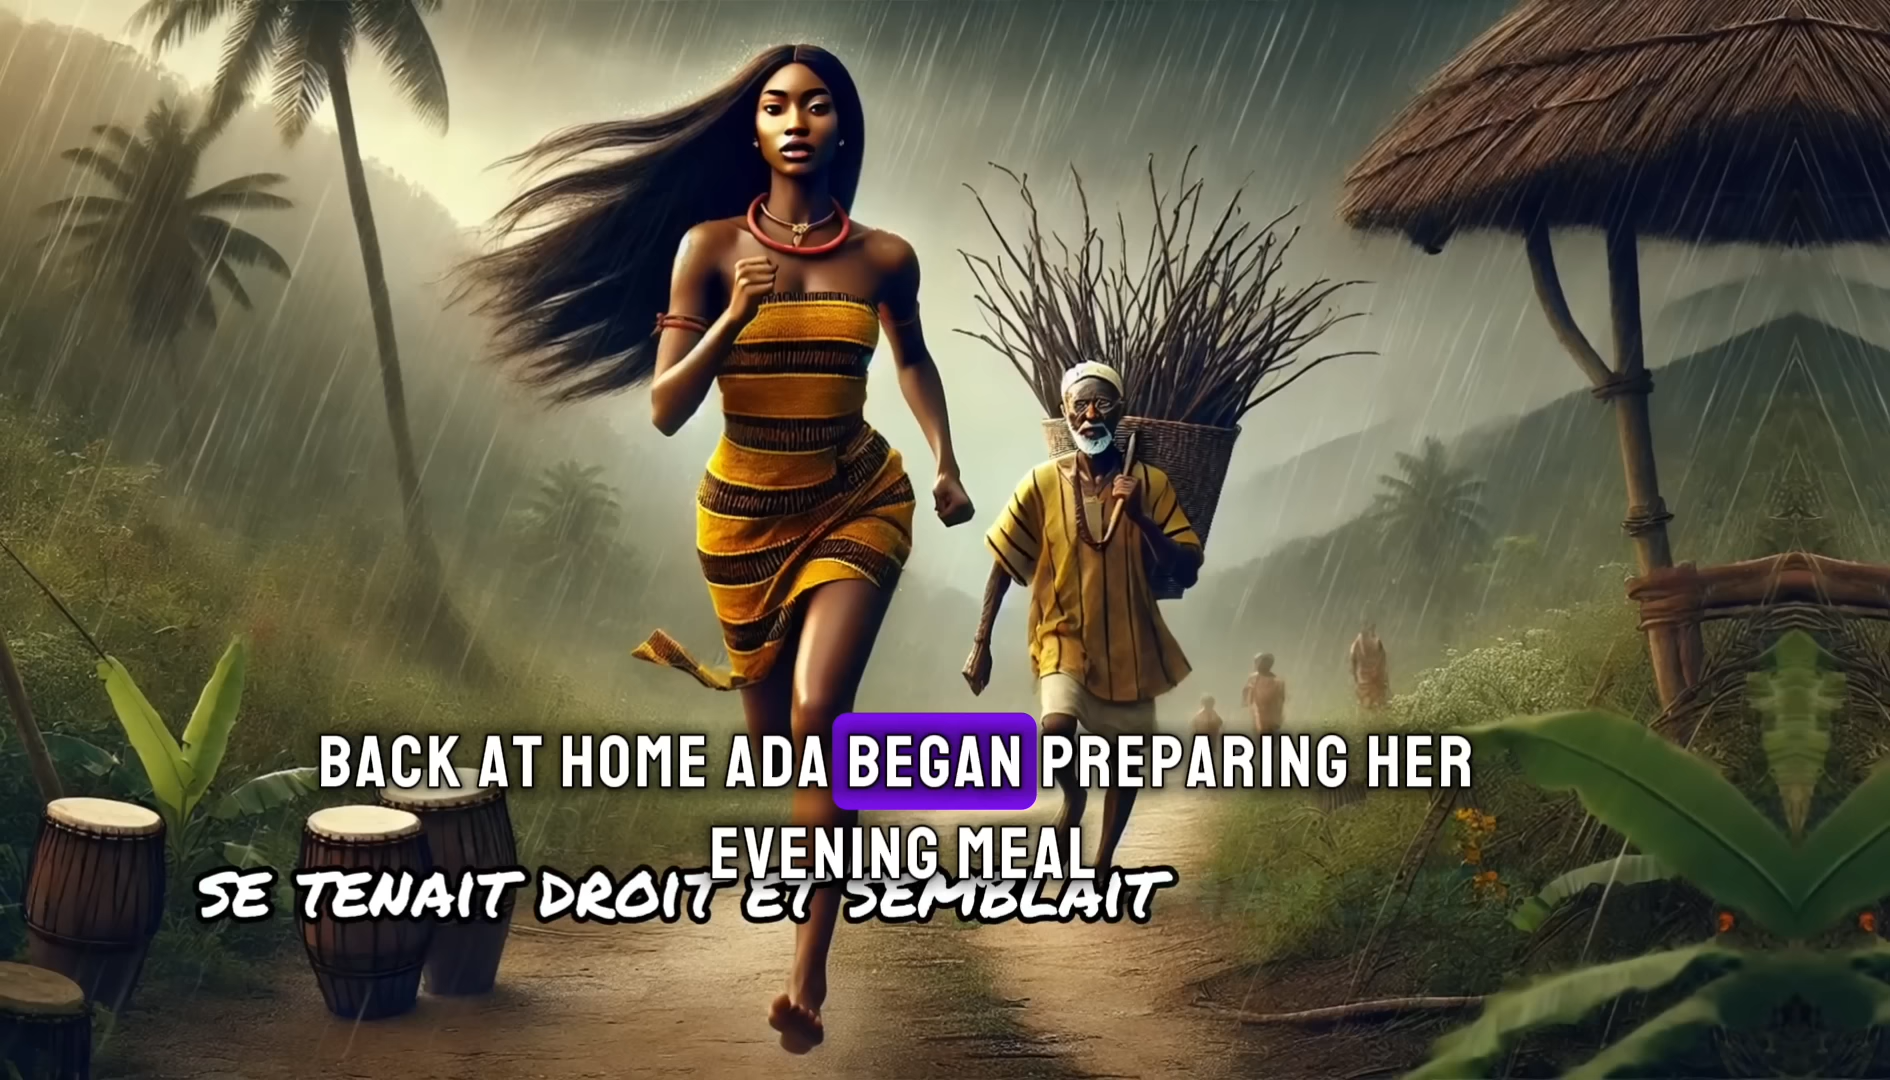 BACK AT HOME ADA BEGAN PREPARING HER
EVENING MEAL
SE TENAIT DROIT ET SEMBLAIT